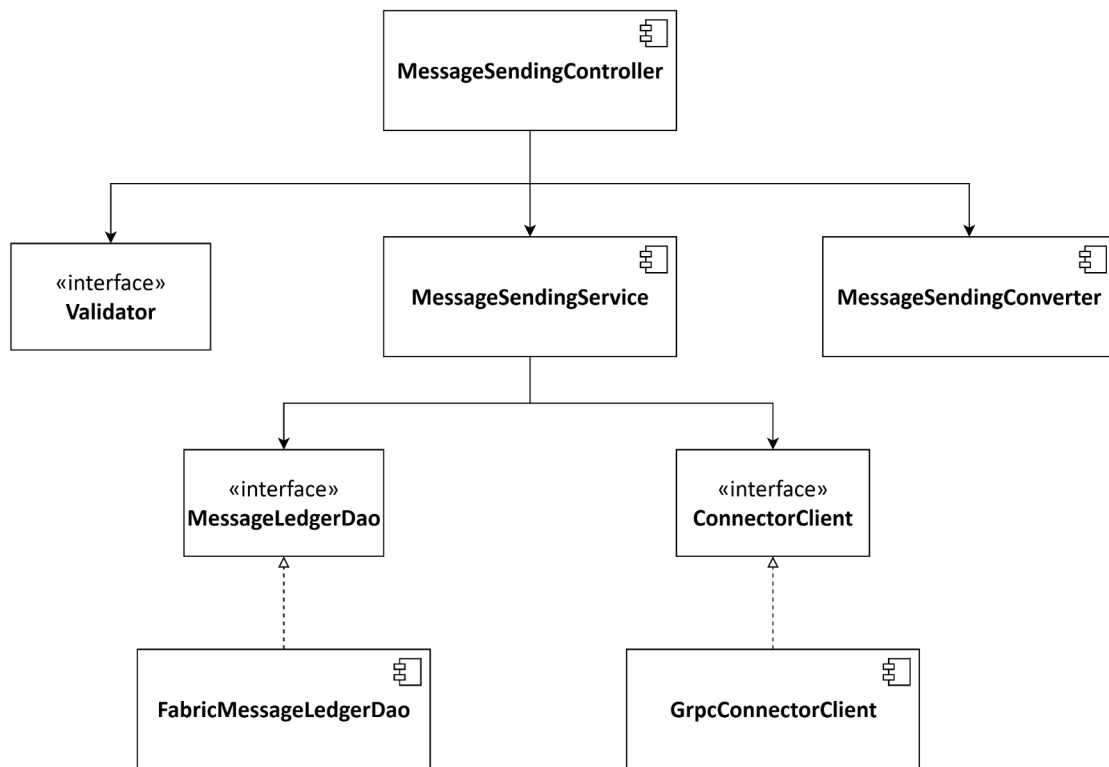 MessageSendingController
«interface»
Validator
MessageSendingService
MessageSendingConverter
«interface»
MessageLedgerDao
«interface»
ConnectorClient
FabricMessageLedgerDao
GrpcConnectorClient